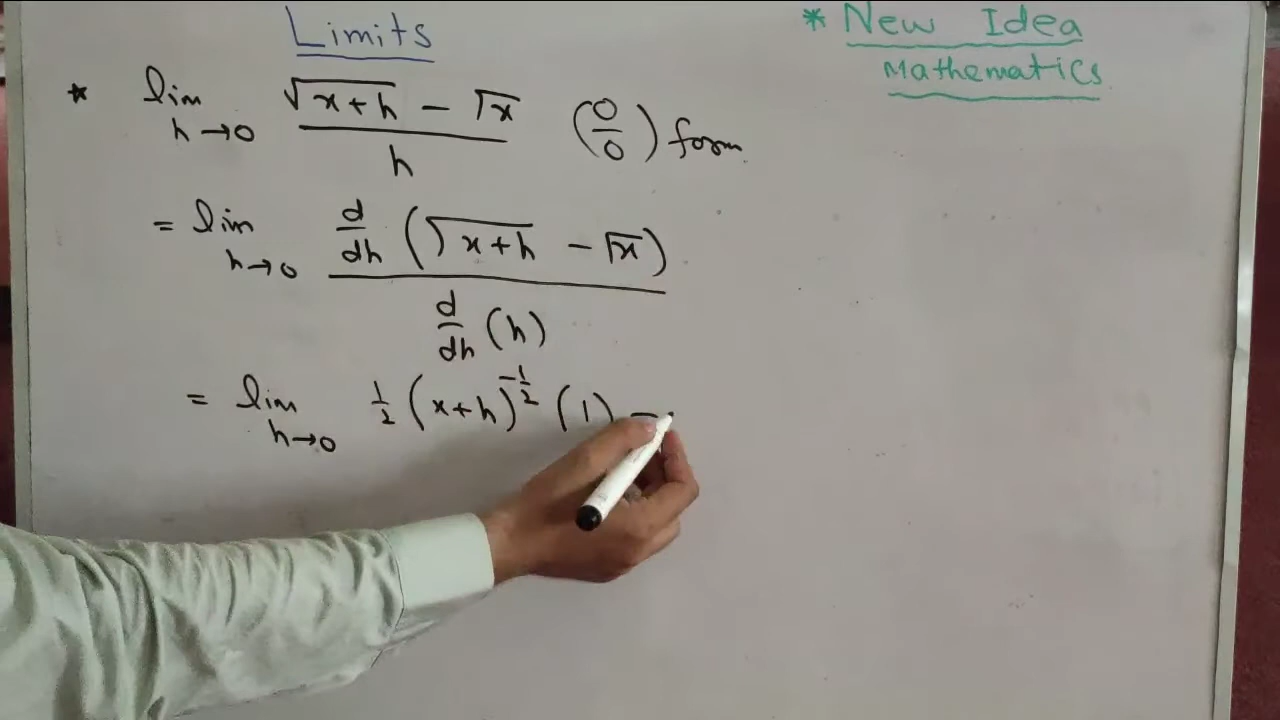 Limits
* New Idea
Mathematics
* lim h→0 √x+h − √x / h (0/0) form
= lim h→0 d/dh (√x+h − √x) / d/dh (h)
= lim h→0 1/2 (x+h)^-1/2 (1) −